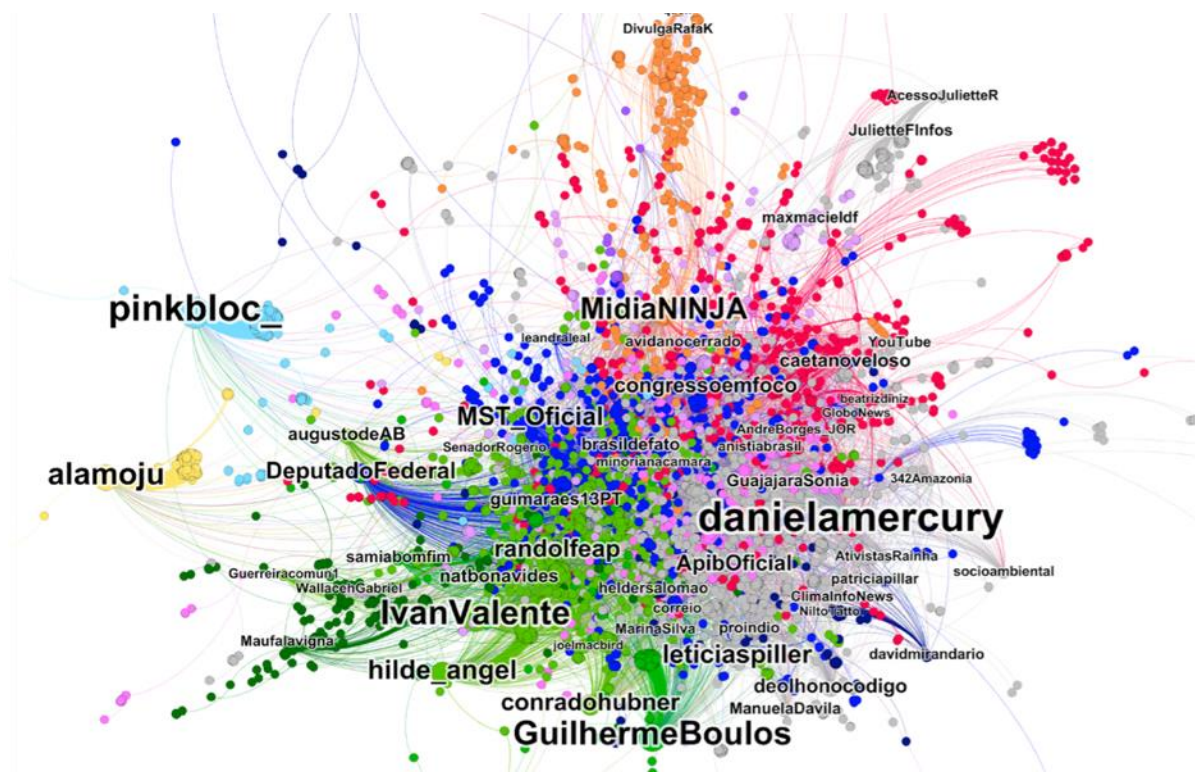 DivulgaRafaK
AcessoJulietteR
JulietteFInfos
maxmacieldf
pinkbloc_
MidiaNINJA
leandraleal
avidanocerrado
YouTube
caetanoveloso
congressoemfoco
beatrizdiniz
GloboNews
MST_Oficial
AndreBorges_JOR
augustodeAB
SenadorRogerio
brasildefato
anistiabrasil
minorianacamara
alamoju
DeputadoFederal
GuajajaraSonia
342Amazonia
guimaraes13PT
danielamercury
randolfeap
samiabomfim
ApibOficial
AtivistasRainha
socioambiental
Guerreiracomun1
natbonavides
patriciapillar
WallacenGabriel
heldersalomao
ClimaInfoNews
IvanValente
correio
NiltoTatto
MarinaSilva
proindio
Maufalavigna
joelmacbird
leticiaspiller
davidmirandario
hilde_angel
deolhonocodigo
conradohubner
ManuelaDavila
GuilhermeBoulos